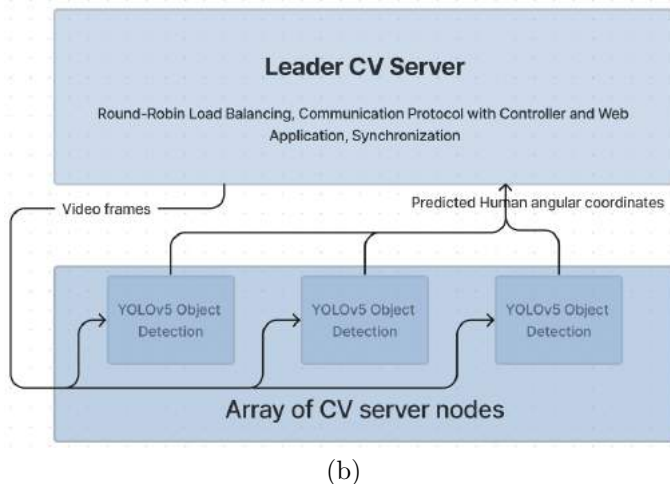 Leader CV Server
Round-Robin Load Balancing, Communication Protocol with Controller and Web
Application, Synchronization
Video frames
Predicted Human angular coordinates
YOLOv5 Object
Detection
YOLOv5 Object
Detection
YOLOv5 Object
Detection
Array of CV server nodes
(b)